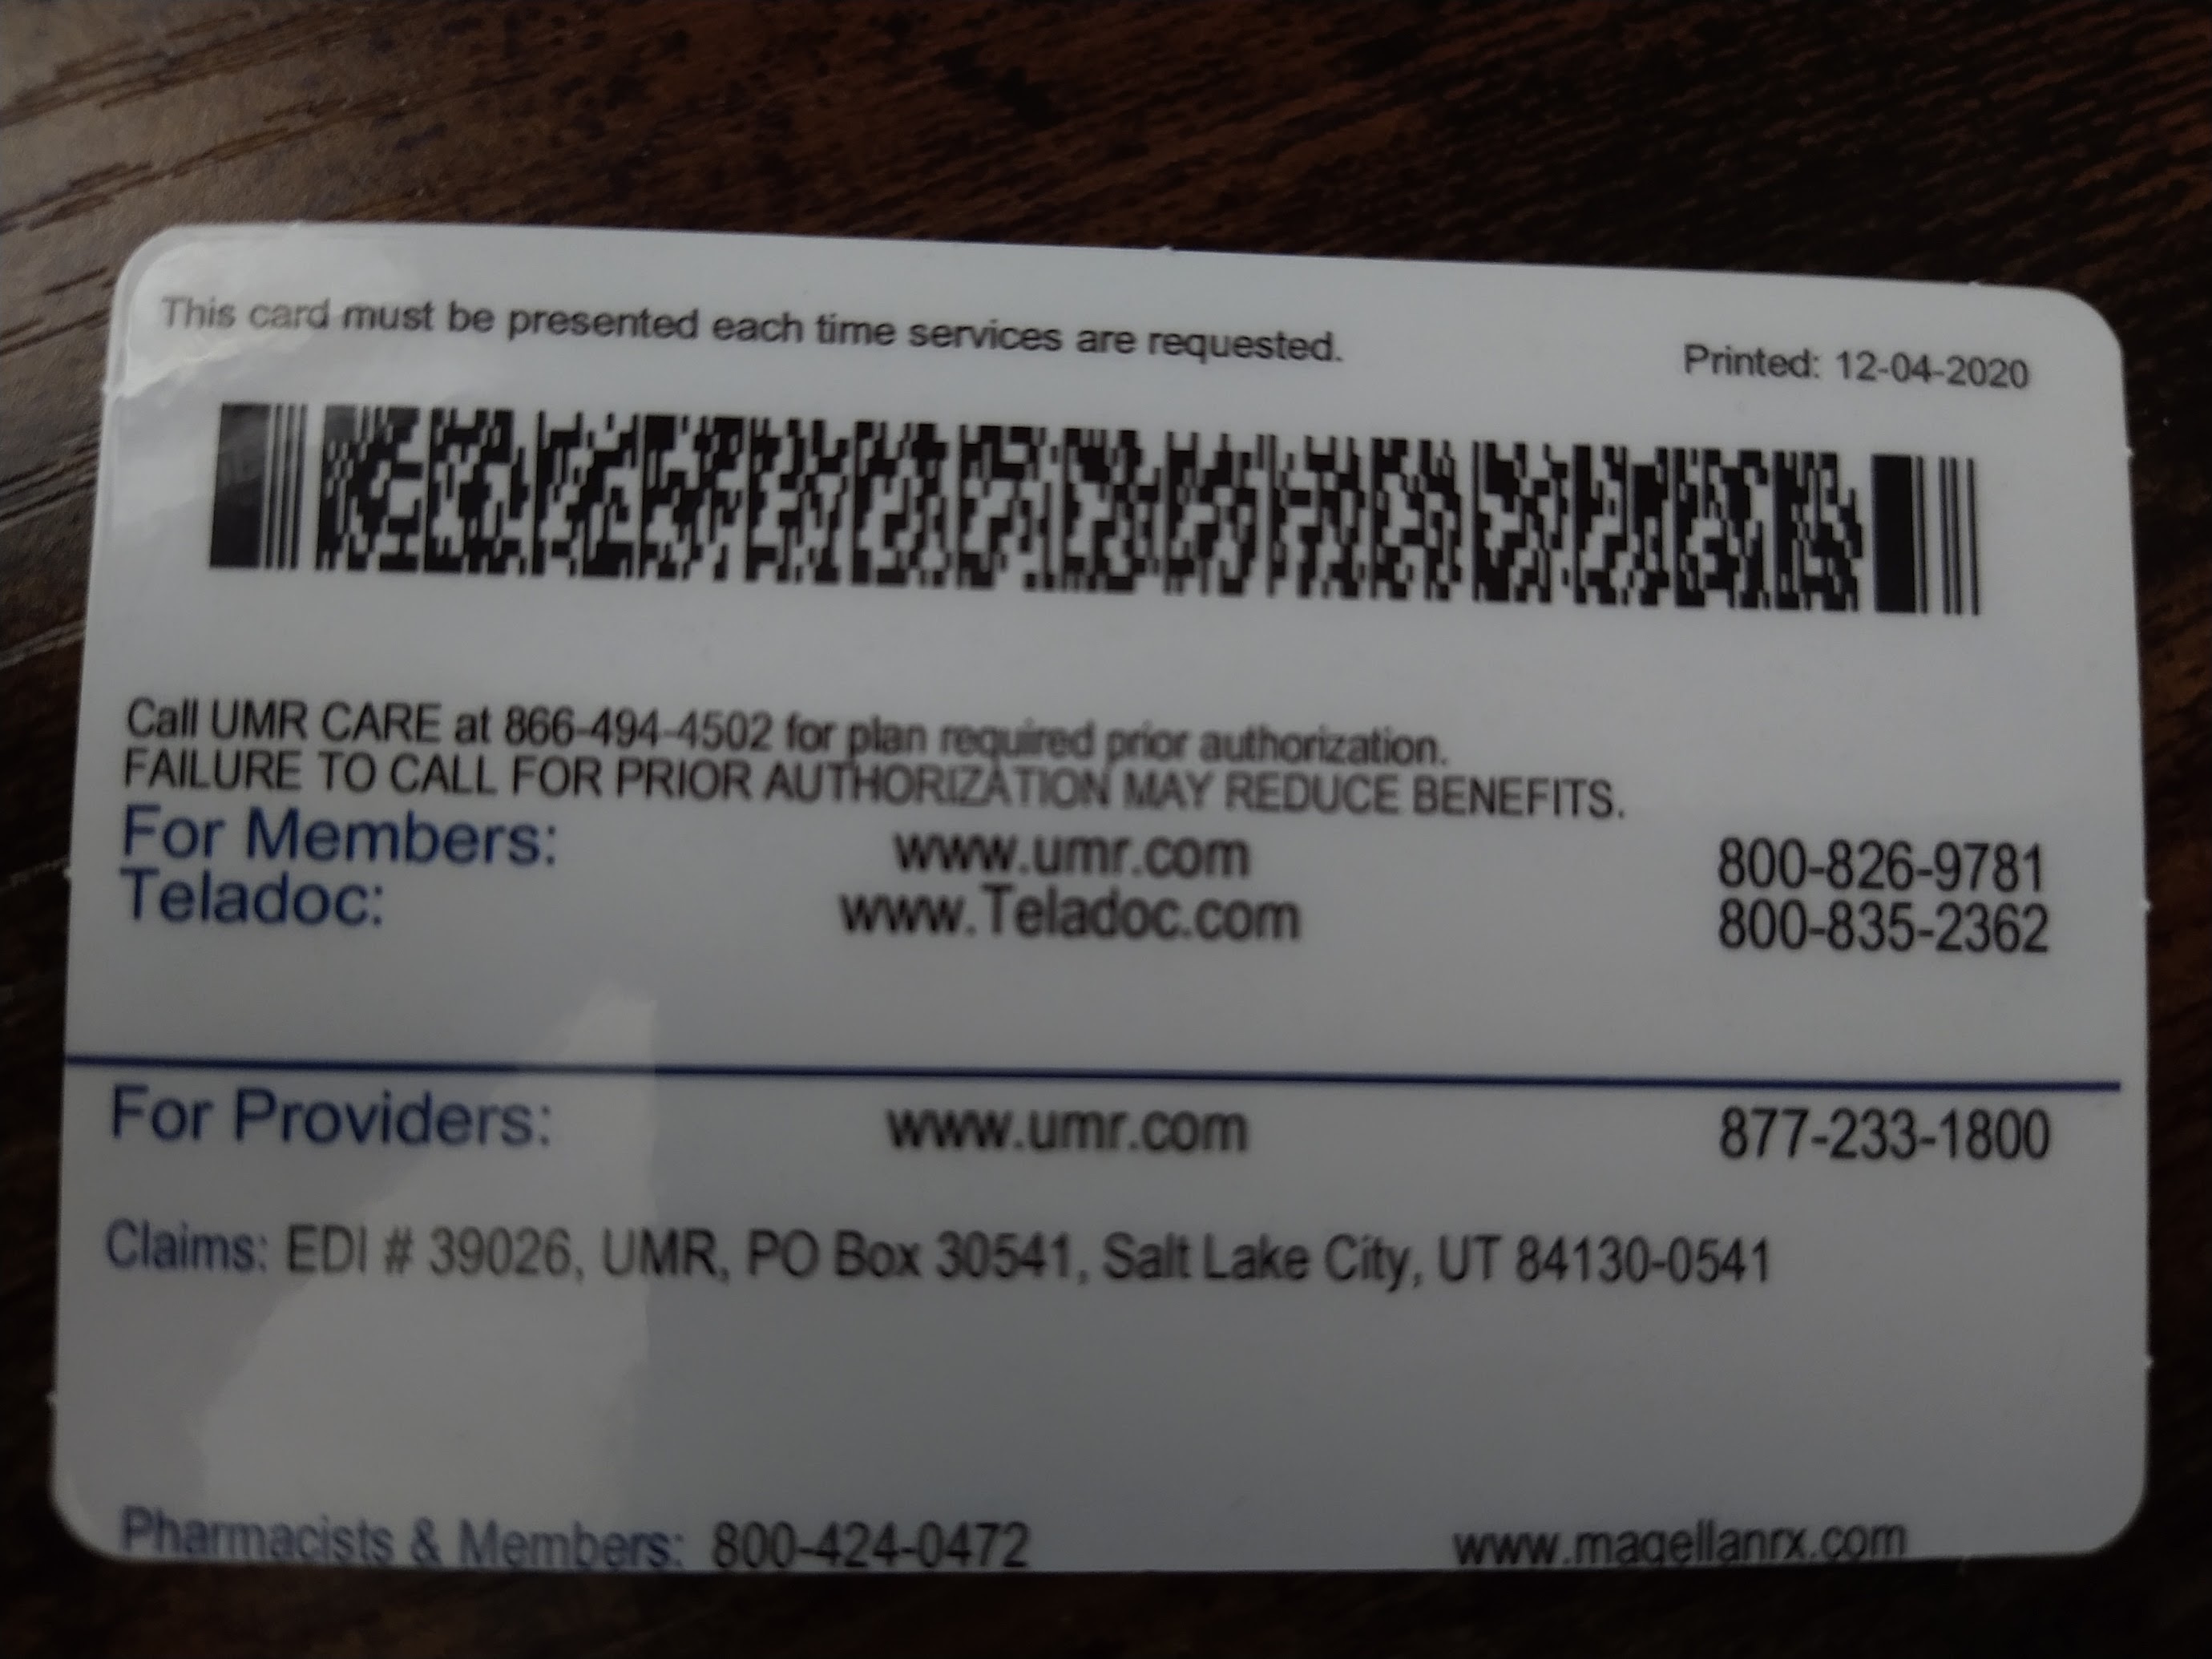 This card must be presented each time services are requested.
Printed: 12-04-2020
Call UMR CARE at 866-494-4502 for plan required prior authorization.
FAILURE TO CALL FOR PRIOR AUTHORIZATION MAY REDUCE BENEFITS.
For Members: www.umr.com 800-826-9781
Teladoc: www.Teladoc.com 800-835-2362
For Providers: www.umr.com 877-233-1800
Claims: EDI # 39026, UMR, PO Box 30541, Salt Lake City, UT 84130-0541
Pharmacists & Members: 800-424-0472 www.magellanrx.com